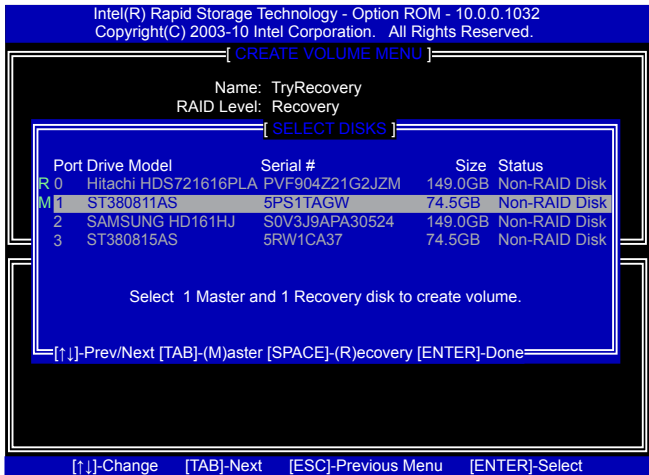 Intel(R) Rapid Storage Technology - Option ROM - 10.0.0.1032
Copyright(C) 2003-10 Intel Corporation. All Rights Reserved.
[ CREATE VOLUME MENU ]
Name: TryRecovery
RAID Level: Recovery
[ SELECT DISKS ]
Port Drive Model Serial # Size Status
R 0 Hitachi HDS721616PLA PVF904Z21G2JZM 149.0GB Non-RAID Disk
M 1 ST380811AS 5PS1TAGW 74.5GB Non-RAID Disk
2 SAMSUNG HD161HJ S0V3J9APA30524 149.0GB Non-RAID Disk
3 ST380815AS 5RW1CA37 74.5GB Non-RAID Disk
Select 1 Master and 1 Recovery disk to create volume.
[↑↓]-Prev/Next [TAB]-(M)aster [SPACE]-(R)ecovery [ENTER]-Done
[↑↓]-Change [TAB]-Next [ESC]-Previous Menu [ENTER]-Select